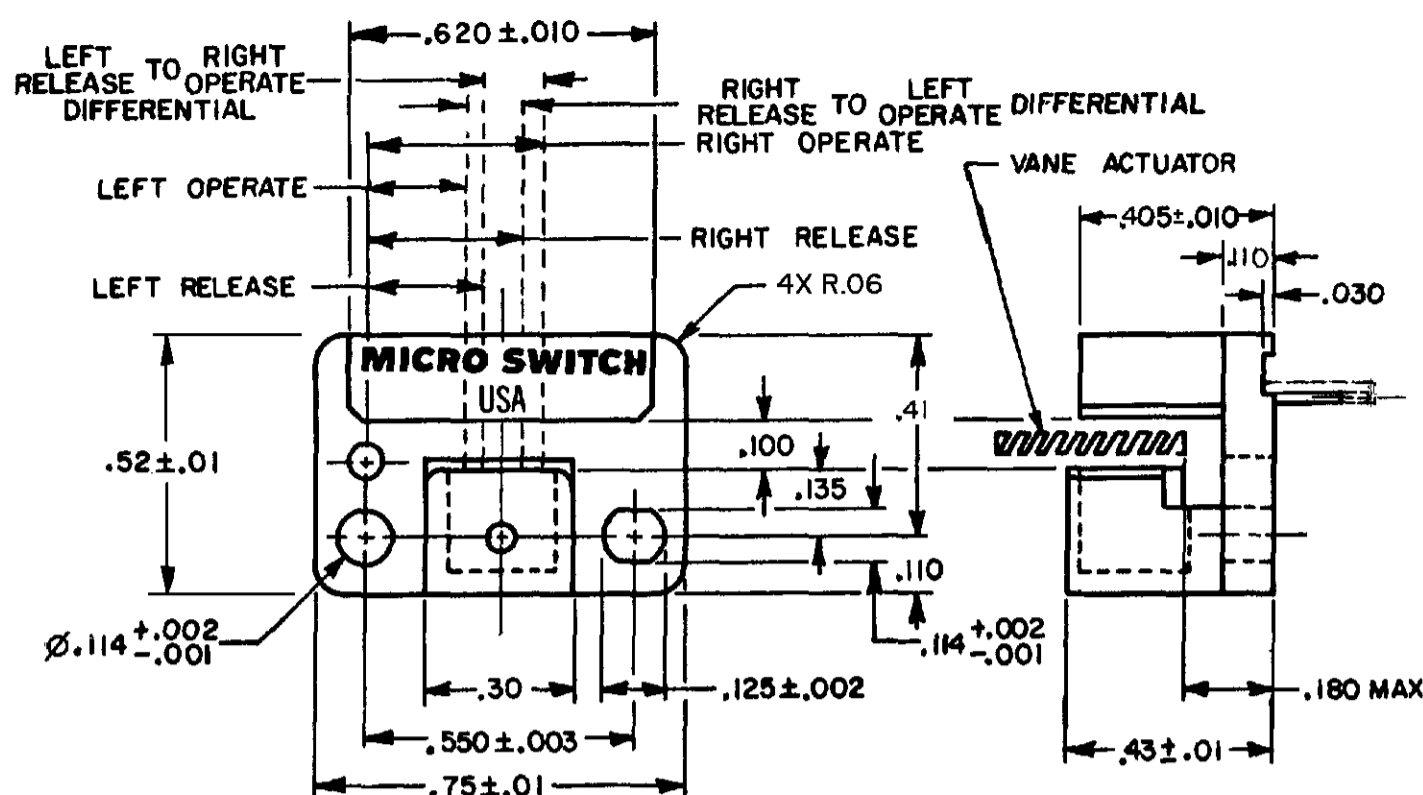 .620 ±.010
LEFT RELEASE TO RIGHT OPERATE DIFFERENTIAL
RIGHT RELEASE TO LEFT OPERATE DIFFERENTIAL
RIGHT OPERATE
VANE ACTUATOR
LEFT OPERATE
.405±.010
RIGHT RELEASE
.110
LEFT RELEASE
4X R.06
.030
MICRO SWITCH
USA
.41
.52±.01
.100
.135
.110
Ø.114 +.002 -.001
.114 +.002 -.001
.30
.125±.002
.180 MAX
.550±.003
.43±.01
.75±.01